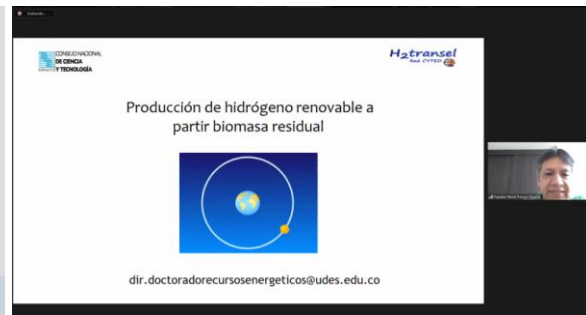 CONSEJO NACIONAL
DE CIENCIA
Y TECNOLOGÍA
H2transel
Red CYTED
Producción de hidrógeno renovable a
partir biomasa residual
dir.doctoradorecursosenergeticos@udes.edu.co